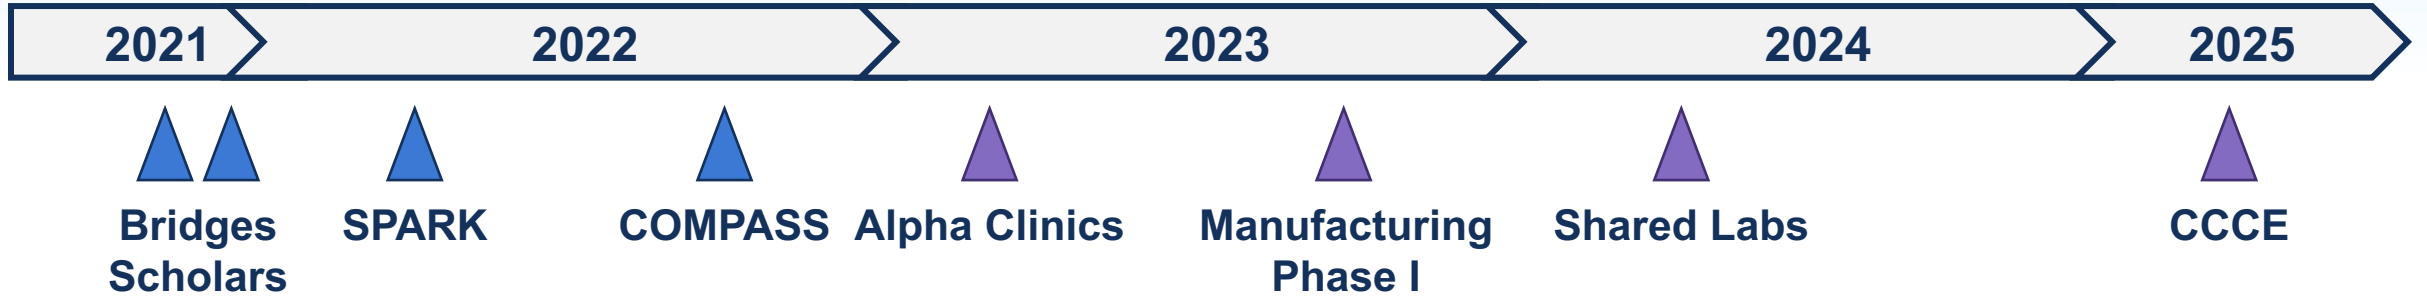 2021 2022 2023 2024 2025
Bridges SPARK COMPASS Alpha Clinics Manufacturing Shared Labs CCCE
Scholars Phase I